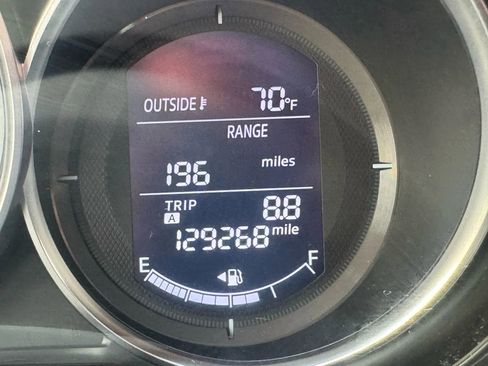 OUTSIDE 70°F
RANGE
196 miles
TRIP A 8.8
129268 mile
E F